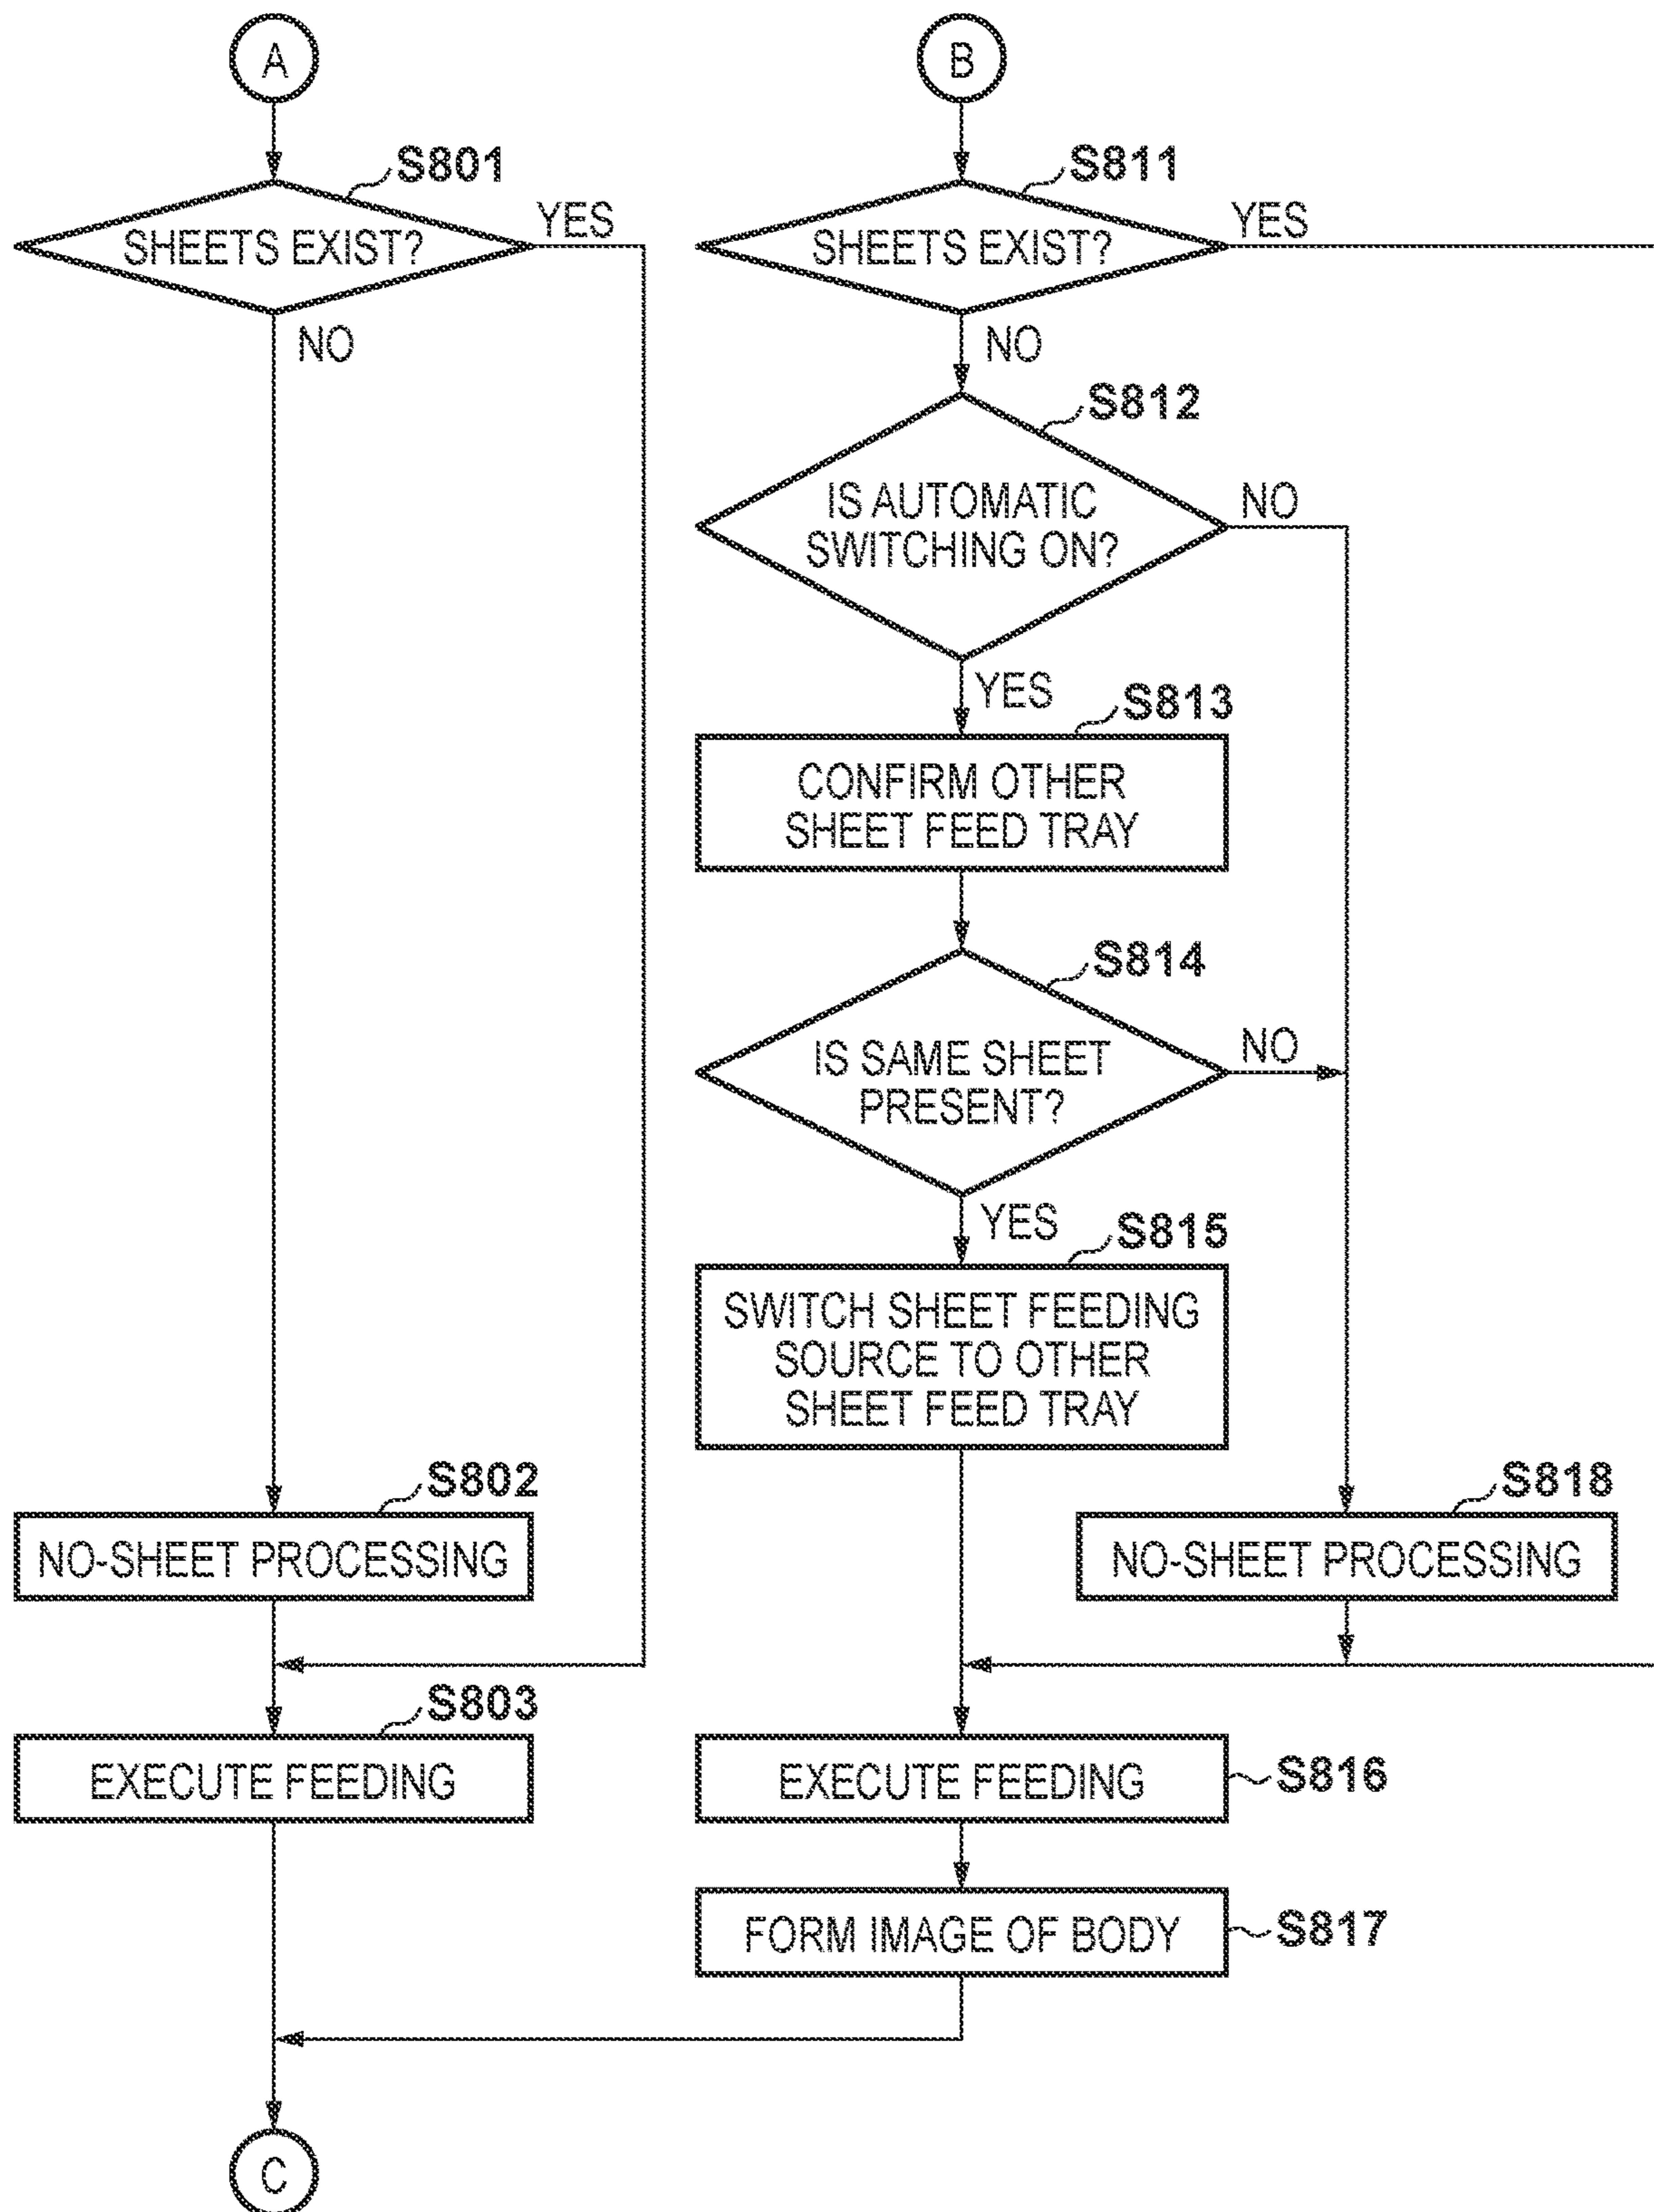 A
S801
SHEETS EXIST?
YES
NO
S802
NO-SHEET PROCESSING
S803
EXECUTE FEEDING
B
S811
SHEETS EXIST?
YES
NO
S812
IS AUTOMATIC
SWITCHING ON?
NO
YES
S813
CONFIRM OTHER
SHEET FEED TRAY
S814
IS SAME SHEET
PRESENT?
NO
YES
S815
SWITCH SHEET FEEDING
SOURCE TO OTHER
SHEET FEED TRAY
S818
NO-SHEET PROCESSING
EXECUTE FEEDING
S816
FORM IMAGE OF BODY
S817
C